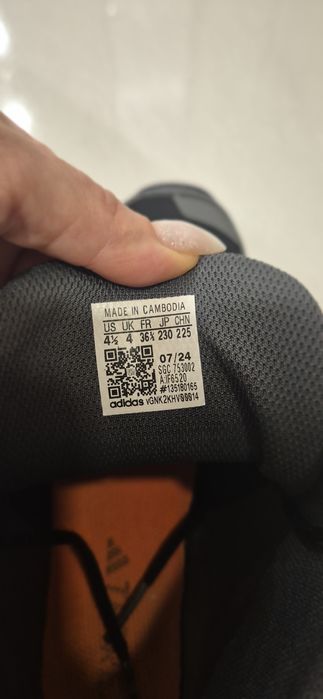 MADE IN CAMBODIA
US UK FR JP CHN
4½ 4 36⅔ 230 225
07/24
SGC 753002
#135180165
adidas